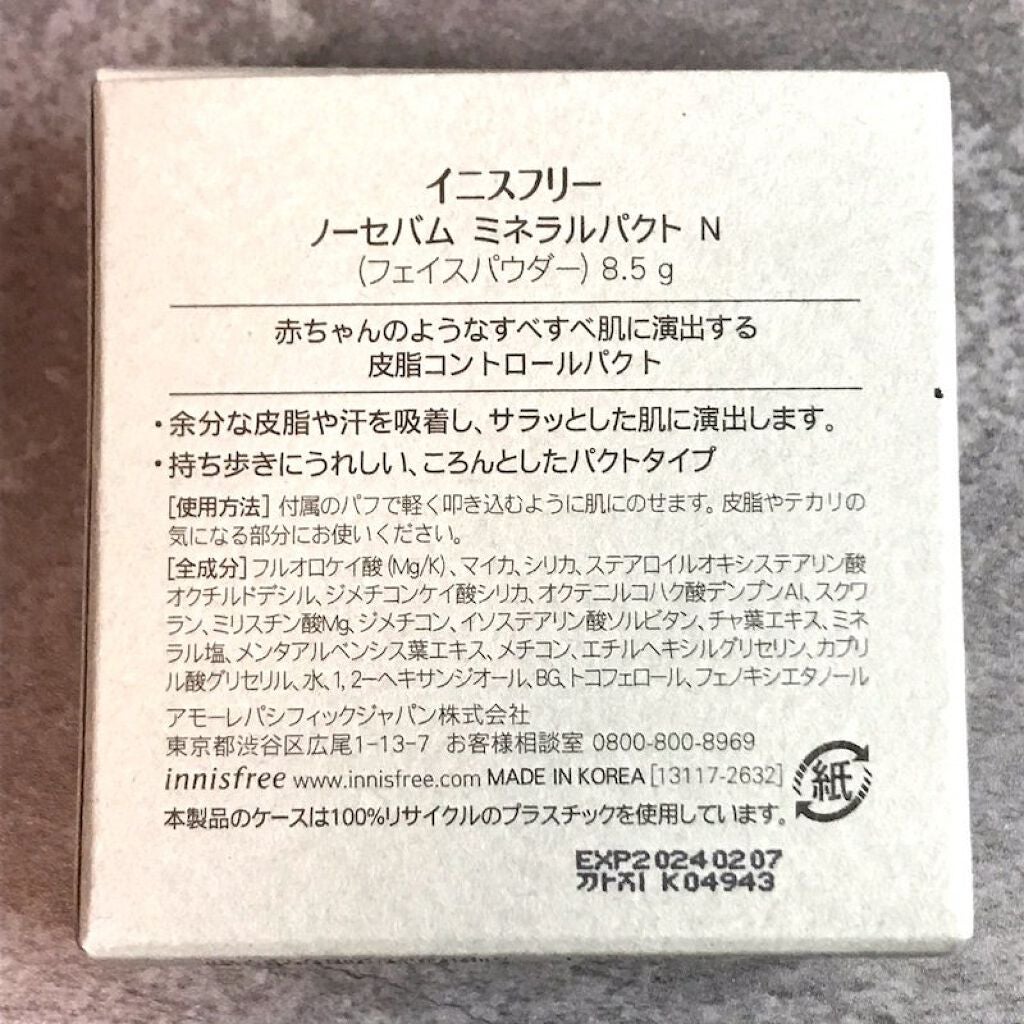 イニスフリー
ノーセバム ミネラルパクト N
(フェイスパウダー) 8.5 g
赤ちゃんのようなすべすべ肌に演出する
皮脂コントロールパクト
・余分な皮脂や汗を吸着し、サラッとした肌に演出します。
・持ち歩きにうれしい、ころんとしたパクトタイプ
[使用方法] 付属のパフで軽く叩き込むように肌にのせます。皮脂やテカリの
気になる部分にお使いください。
[全成分] フルオロケイ酸(Mg/K)、マイカ、シリカ、ステアロイルオキシステアリン酸
オクチルドデシル、ジメチコンケイ酸シリカ、オクテニルコハク酸デンプンAl、スクワ
ラン、ミリスチン酸Mg、ジメチコン、イソステアリン酸ソルビタン、チャ葉エキス、ミネ
ラル塩、メンタアルベンシス葉エキス、メチコン、エチルヘキシルグリセリン、カプリ
ル酸グリセリル、水、1,2ーヘキサンジオール、BG、トコフェロール、フェノキシエタノール
アモーレパシフィックジャパン株式会社
東京都渋谷区広尾1-13-7 お客様相談室 0800-800-8969
innisfree www.innisfree.com MADE IN KOREA [13117-2632]
紙
本製品のケースは100%リサイクルのプラスチックを使用しています。
EXP20240207
까지 K04943